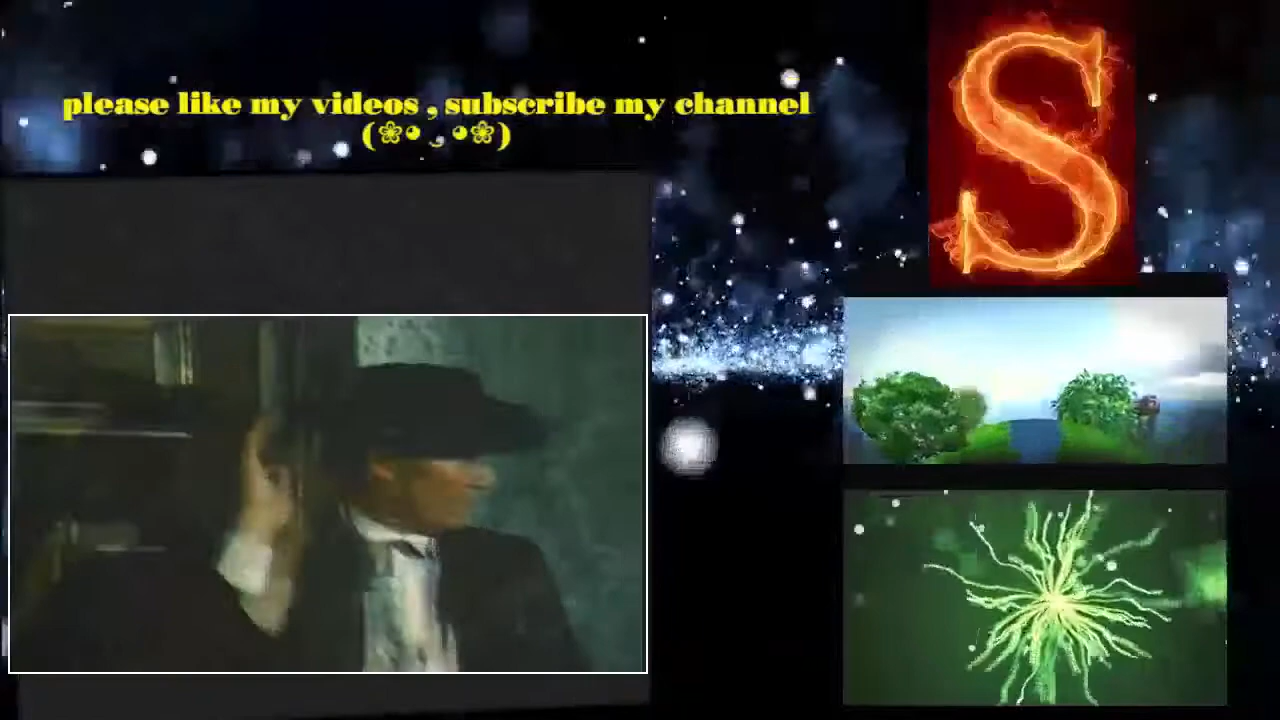 please like my videos , subscribe my channel
(❀◕ ‿ ◕❀)
S